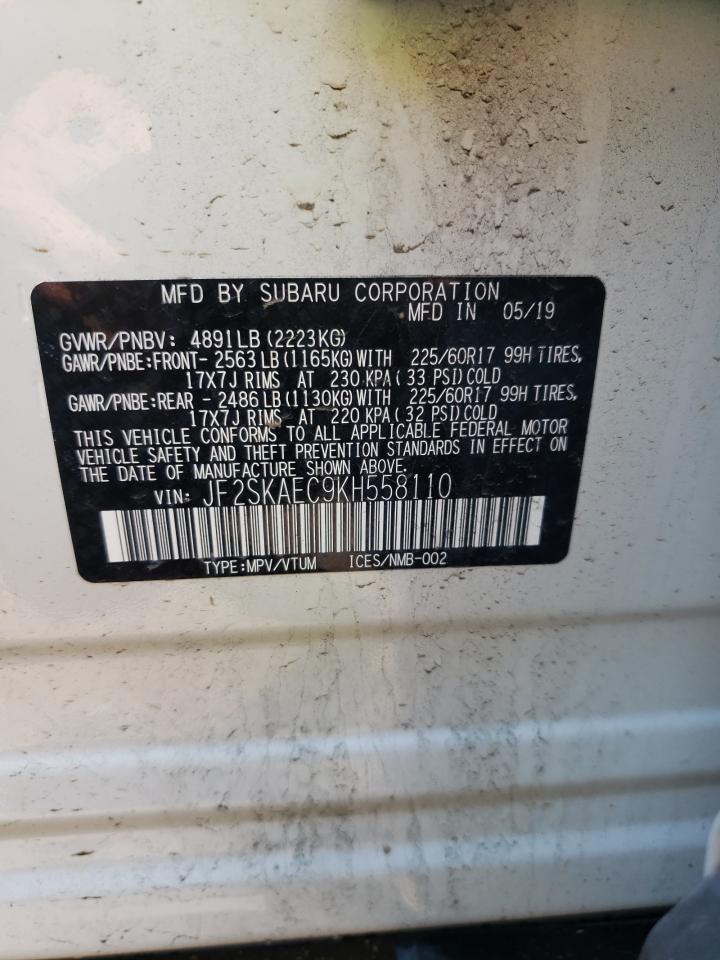 MFD BY SUBARU CORPORATION
MFD IN 05/19
GVWR/PNBV: 4891LB (2223KG)
GAWR/PNBE:FRONT- 2563 LB (1165KG) WITH 225/60R17 99H TIRES,
17X7J RIMS AT 230 KPA ( 33 PSI) COLD
GAWR/PNBE:REAR - 2486 LB (1130KG) WITH 225/60R17 99H TIRES,
17X7J RIMS AT 220 KPA ( 32 PSI) COLD
THIS VEHICLE CONFORMS TO ALL APPLICABLE FEDERAL MOTOR
VEHICLE SAFETY AND THEFT PREVENTION STANDARDS IN EFFECT ON
THE DATE OF MANUFACTURE SHOWN ABOVE.
VIN: JF2SKAEC9KH558110
TYPE:MPV/VTUM ICES/NMB-002